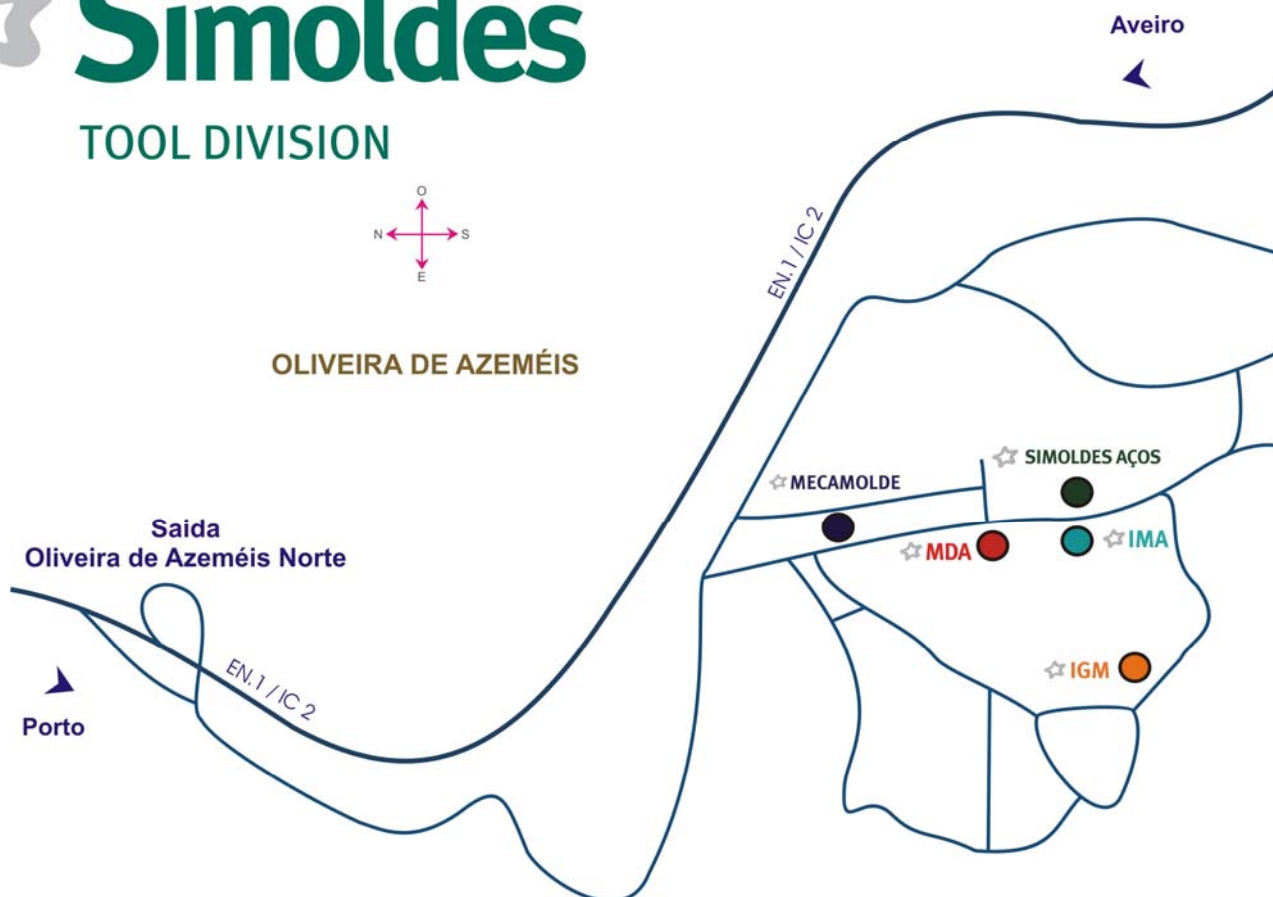 Simoldes
TOOL DIVISION
Aveiro
O
N
S
E
EN.1 / IC 2
OLIVEIRA DE AZEMÉIS
SIMOLDES AÇOS
MECAMOLDE
MDA
IMA
IGM
Saida
Oliveira de Azeméis Norte
EN.1 / IC 2
Porto